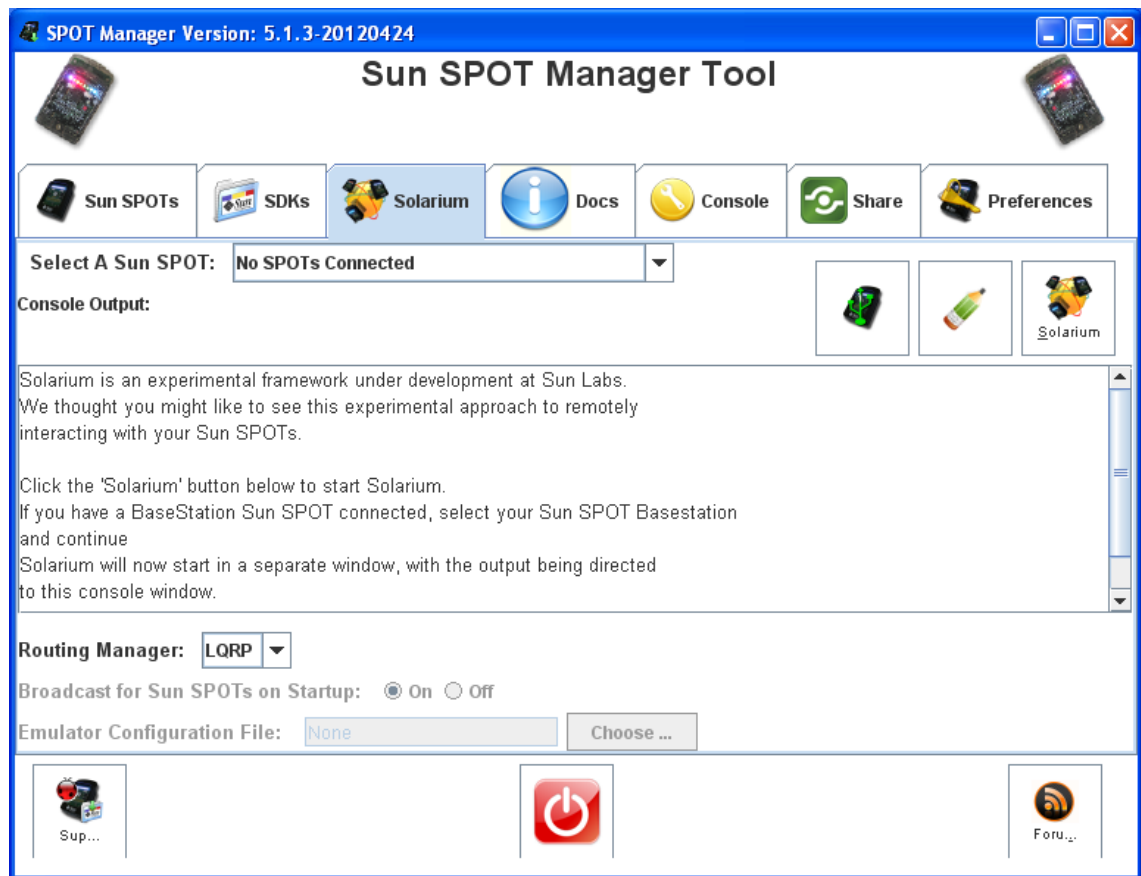 SPOT Manager Version: 5.1.3-20120424
Sun SPOT Manager Tool
Sun SPOTs
Sun
SDKs
Solarium
Docs
Console
Share
Preferences
Select A Sun SPOT: No SPOTs Connected
Console Output:
Solarium
Solarium is an experimental framework under development at Sun Labs.
We thought you might like to see this experimental approach to remotely
interacting with your Sun SPOTs.
Click the 'Solarium' button below to start Solarium.
If you have a BaseStation Sun SPOT connected, select your Sun SPOT Basestation
and continue
Solarium will now start in a separate window, with the output being directed
to this console window.
Routing Manager: LQRP
Broadcast for Sun SPOTs on Startup: On Off
Emulator Configuration File: None Choose ...
Sup...
Foru...